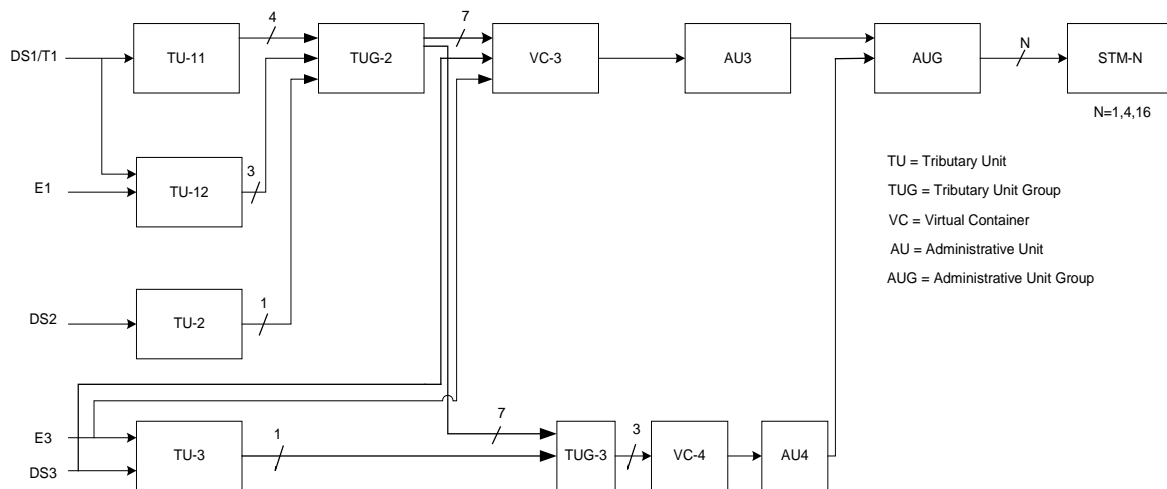 4
7
DS1/T1
TU-11
TUG-2
VC-3
AU3
AUG
N
STM-N
N=1,4,16
3
E1
TU-12
TU = Tributary Unit
TUG = Tributary Unit Group
VC = Virtual Container
AU = Administrative Unit
AUG = Administrative Unit Group
1
DS2
TU-2
E3
DS3
TU-3
1
7
TUG-3
3
VC-4
AU4